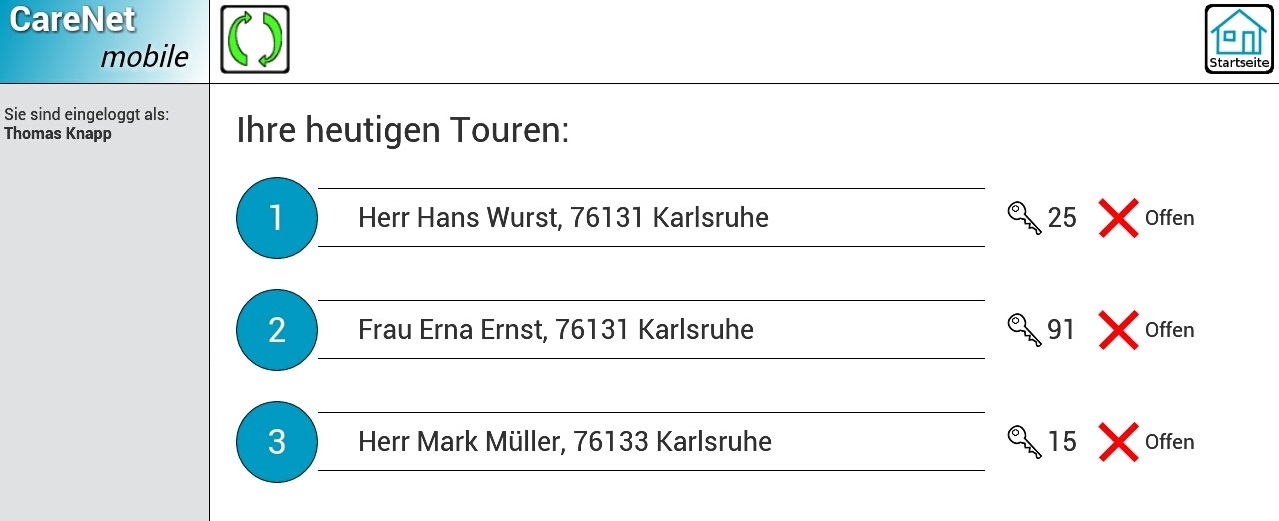 CareNet
mobile
Startseite
Sie sind eingeloggt als:
Thomas Knapp
Ihre heutigen Touren:
1 Herr Hans Wurst, 76131 Karlsruhe 25 Offen
2 Frau Erna Ernst, 76131 Karlsruhe 91 Offen
3 Herr Mark Müller, 76133 Karlsruhe 15 Offen